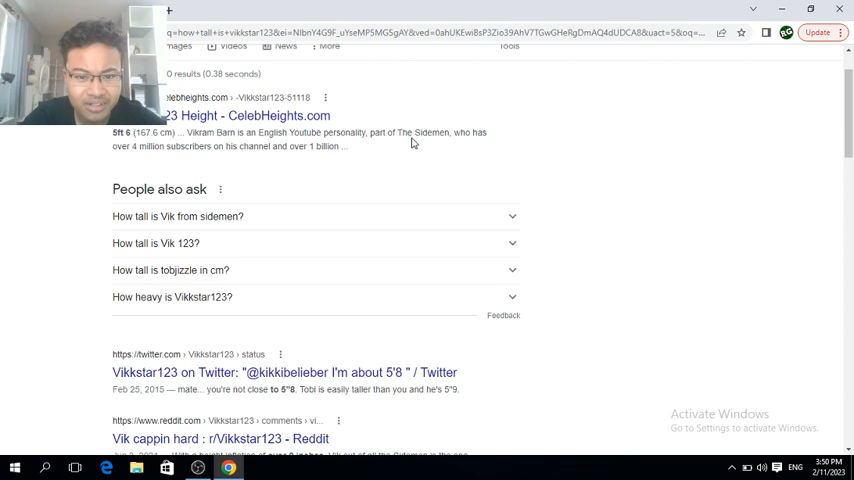 q=how+tall+is+vikkstar123&ei=NIbnY4G9F_uYseMP5MGSgAY&ved=0ahUKEwi8sP3Zio39AhV7TGwGHeRgDmAQ4dUDCA8&uact=5&oq=...
Update
Images
Videos
News
More
Tools
0 results (0.38 seconds)
elebheights.com › -Vikkstar123-51118
23 Height - CelebHeights.com
5ft 6 (167.6 cm) ... Vikram Barn is an English Youtube personality, part of The Sidemen, who has
over 4 million subscribers on his channel and over 1 billion ...
People also ask
How tall is Vik from sidemen?
How tall is Vik 123?
How tall is tobjizzle in cm?
How heavy is Vikkstar123?
Feedback
https://twitter.com › Vikkstar123 › status
Vikkstar123 on Twitter: "@kikkibelieber I'm about 5'8 " / Twitter
Feb 25, 2015 — mate... you're not close to 5"8. Tobi is easily taller than you and he's 5"9.
https://www.reddit.com › Vikkstar123 › comments › vi...
Vik cappin hard : r/Vikkstar123 - Reddit
Activate Windows
Go to Settings to activate Windows.
ENG
3:50 PM
2/11/2023